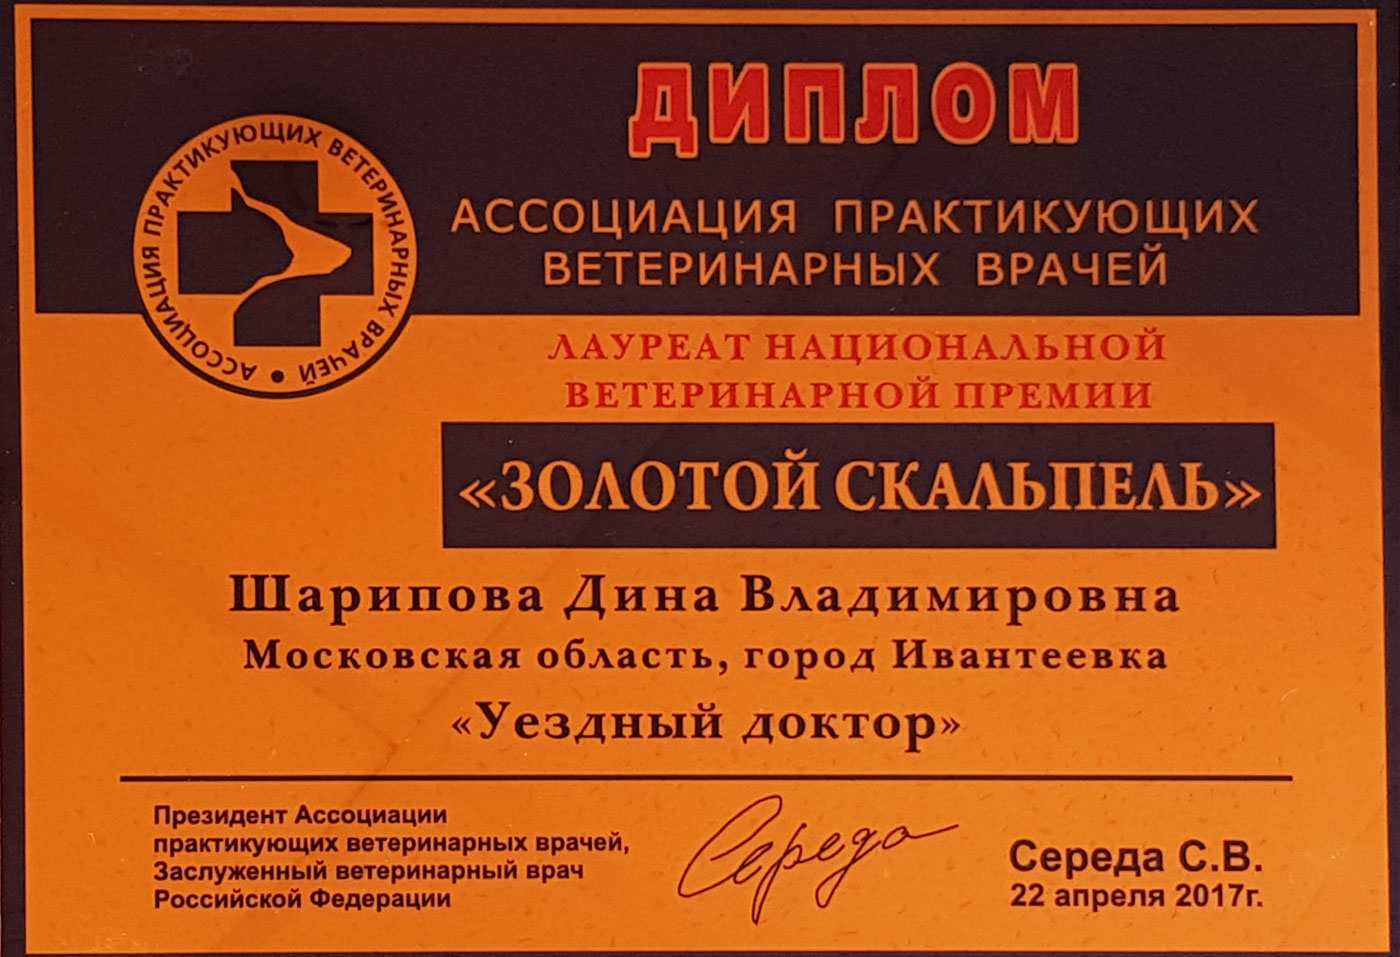 ДИПЛОМ
АССОЦИАЦИЯ ПРАКТИКУЮЩИХ ВЕТЕРИНАРНЫХ ВРАЧЕЙ •
АССОЦИАЦИЯ ПРАКТИКУЮЩИХ
ВЕТЕРИНАРНЫХ ВРАЧЕЙ
ЛАУРЕАТ НАЦИОНАЛЬНОЙ
ВЕТЕРИНАРНОЙ ПРЕМИИ
«ЗОЛОТОЙ СКАЛЬПЕЛЬ»
Шарипова Дина Владимировна
Московская область, город Ивантеевка
«Уездный доктор»
Президент Ассоциации
практикующих ветеринарных врачей,
Заслуженный ветеринарный врач
Российской Федерации
Середа
Середа С.В.
22 апреля 2017г.